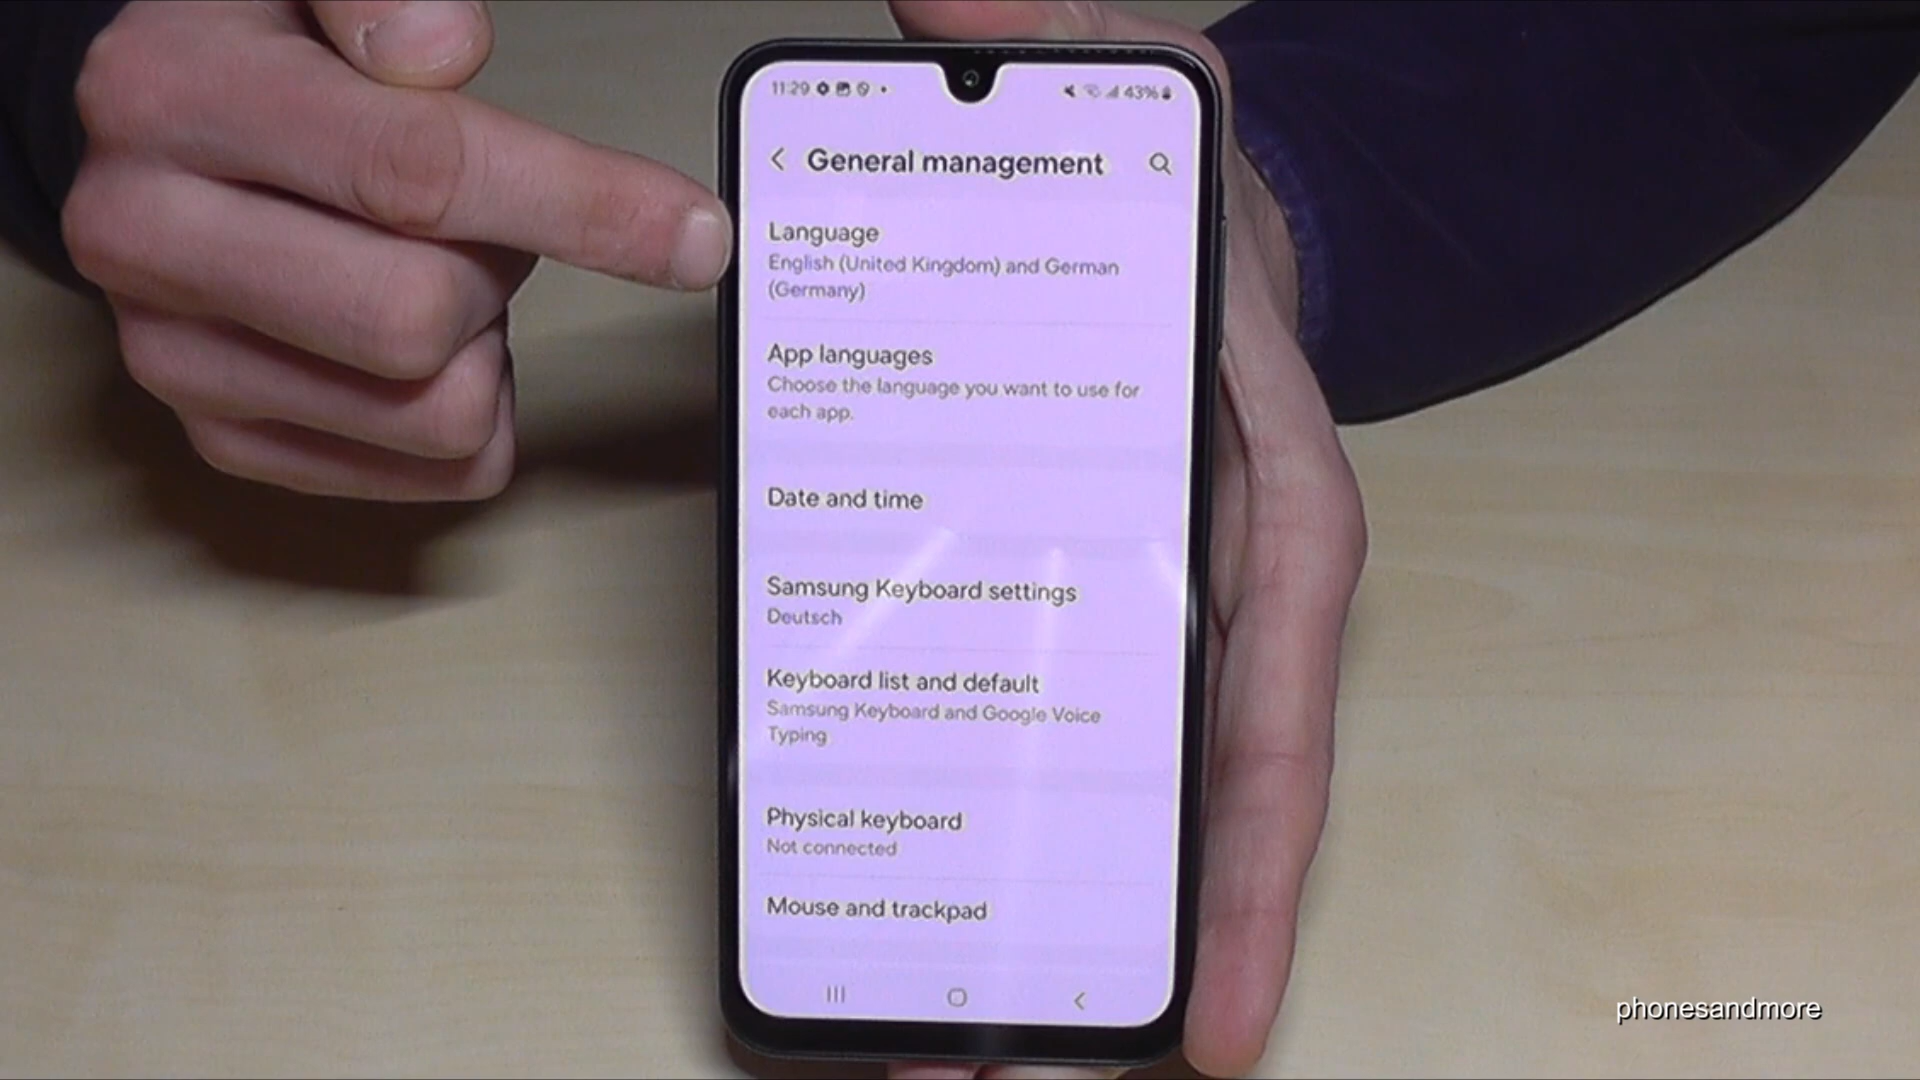 11:29
43%
General management
Language
English (United Kingdom) and German
(Germany)
App languages
Choose the language you want to use for
each app.
Date and time
Samsung Keyboard settings
Deutsch
Keyboard list and default
Samsung Keyboard and Google Voice
Typing
Physical keyboard
Not connected
Mouse and trackpad
phonesandmore